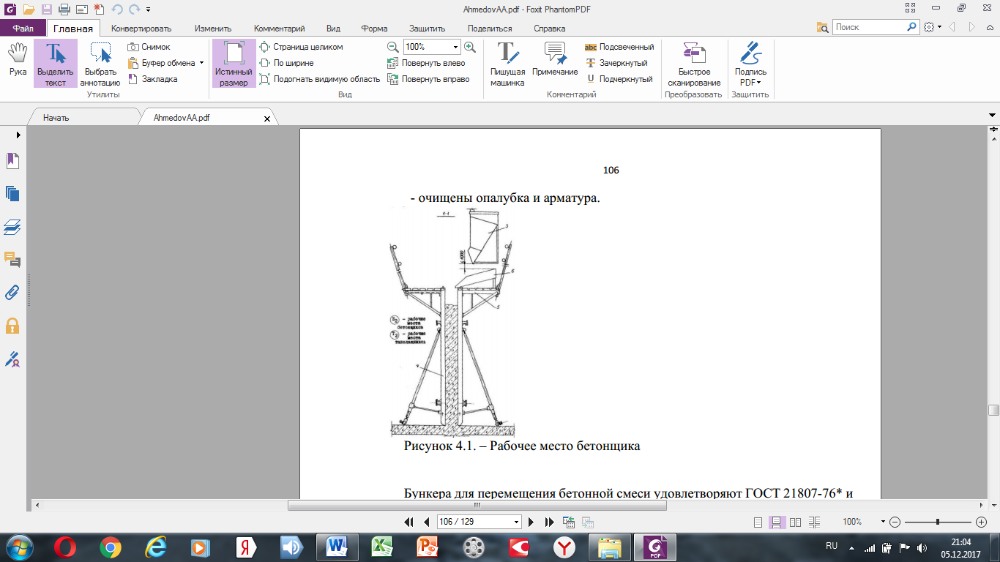 AhmedovAA.pdf - Foxit PhantomPDF
Файл Главная Конвертировать Изменить Комментарий Вид Форма Защитить Поделиться Справка Поиск
Рука
Выделить текст
Выбрать аннотацию
Снимок
Буфер обмена
Закладка
Утилиты
Истинный размер
Страница целиком
По ширине
Подогнать видимую область
100%
Повернуть влево
Повернуть вправо
Вид
Пишущая машинка
Примечание
abc Подсвеченный
Зачеркнутый
Подчеркнутый
Комментарий
Быстрое сканирование
Преобразовать
Подпись PDF
Защитить
Начать AhmedovAA.pdf
106
- очищены опалубка и арматура.
1-1
3
6
5
Б2 - рабочие места бетонщиков
Т2 - рабочие места такелажников
4
Рисунок 4.1. – Рабочее место бетонщика
Бункера для перемещения бетонной смеси удовлетворяют ГОСТ 21807-76* и
106 / 129
100%
RU
21:04
05.12.2017